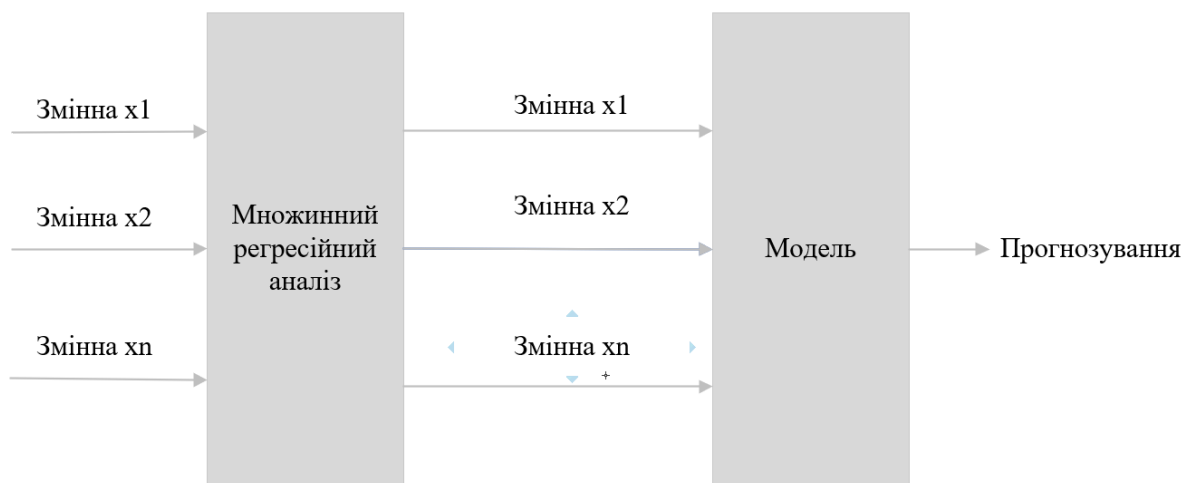 Змінна x1
Змінна x2
Змінна xn
Множинний
регресійний
аналіз
Змінна x1
Змінна x2
Змінна xn
Модель
Прогнозування